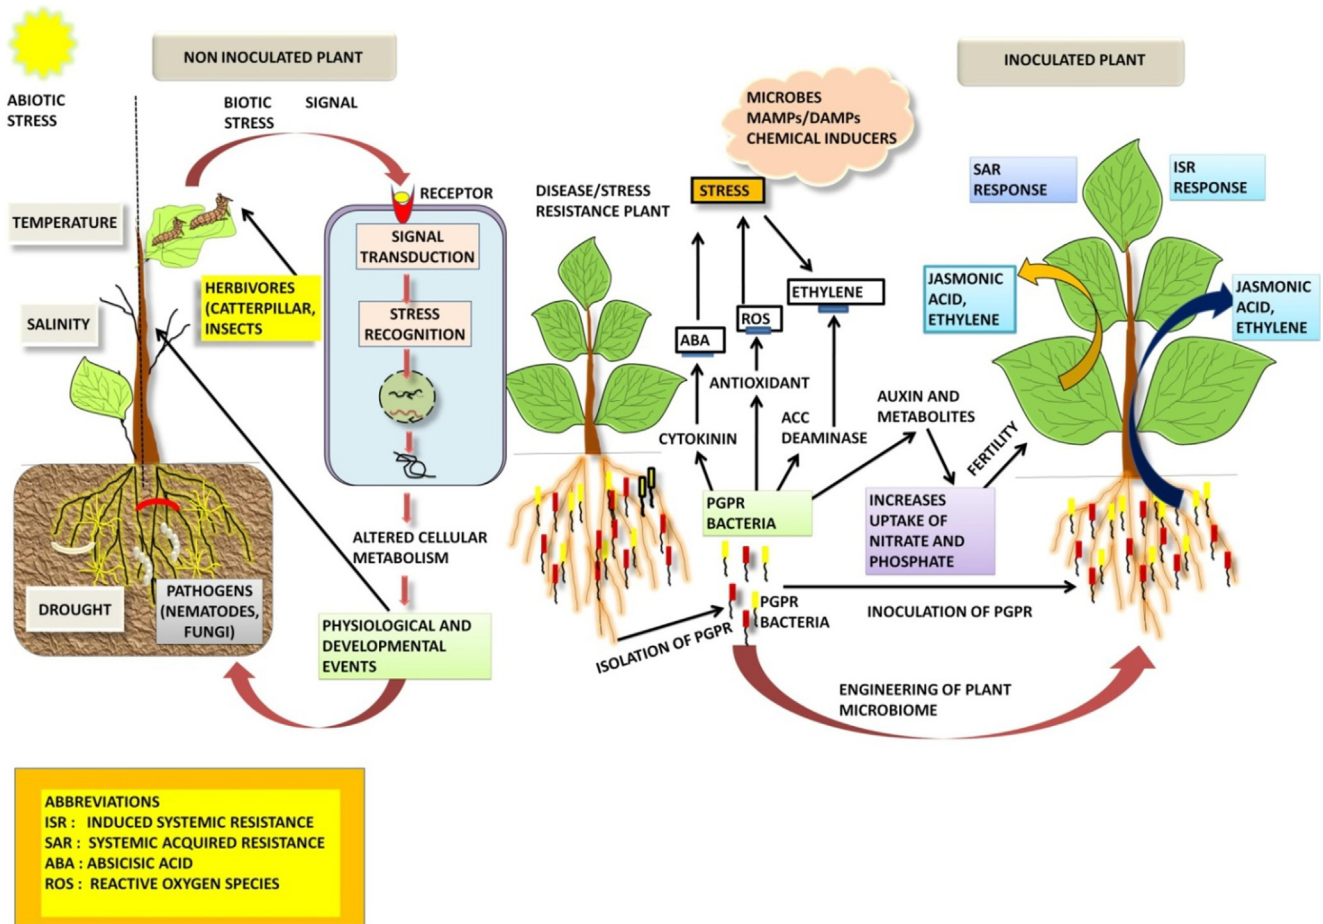 NON INOCULATED PLANT
INOCULATED PLANT
ABIOTIC
STRESS
BIOTIC
STRESS
SIGNAL
TEMPERATURE
SALINITY
HERBIVORES
(CATTERPILLAR,
INSECTS
DROUGHT
PATHOGENS
(NEMATODES,
FUNGI)
RECEPTOR
SIGNAL
TRANSDUCTION
STRESS
RECOGNITION
ALTERED CELLULAR
METABOLISM
PHYSIOLOGICAL AND
DEVELOPMENTAL
EVENTS
DISEASE/STRESS
RESISTANCE PLANT
MICROBES
MAMPs/DAMPs
CHEMICAL INDUCERS
STRESS
ETHYLENE
ROS
ABA
ANTIOXIDANT
CYTOKININ
ACC
DEAMINASE
AUXIN AND
METABOLITES
FERTILITY
PGPR
BACTERIA
INCREASES
UPTAKE OF
NITRATE AND
PHOSPHATE
PGPR
BACTERIA
ISOLATION OF PGPR
INOCULATION OF PGPR
ENGINEERING OF PLANT
MICROBIOME
SAR
RESPONSE
ISR
RESPONSE
JASMONIC
ACID,
ETHYLENE
JASMONIC
ACID,
ETHYLENE
ABBREVIATIONS
ISR : INDUCED SYSTEMIC RESISTANCE
SAR : SYSTEMIC ACQUIRED RESISTANCE
ABA : ABSICISIC ACID
ROS : REACTIVE OXYGEN SPECIES